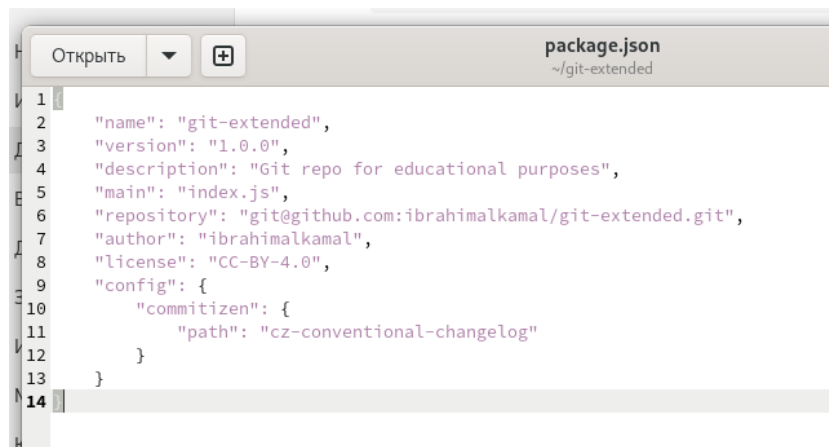 Открыть
package.json
~/git-extended
1 {
2     "name": "git-extended",
3     "version": "1.0.0",
4     "description": "Git repo for educational purposes",
5     "main": "index.js",
6     "repository": "git@github.com:ibrahimalkamal/git-extended.git",
7     "author": "ibrahimalkamal",
8     "license": "CC-BY-4.0",
9     "config": {
10         "commitizen": {
11             "path": "cz-conventional-changelog"
12         }
13     }
14 }